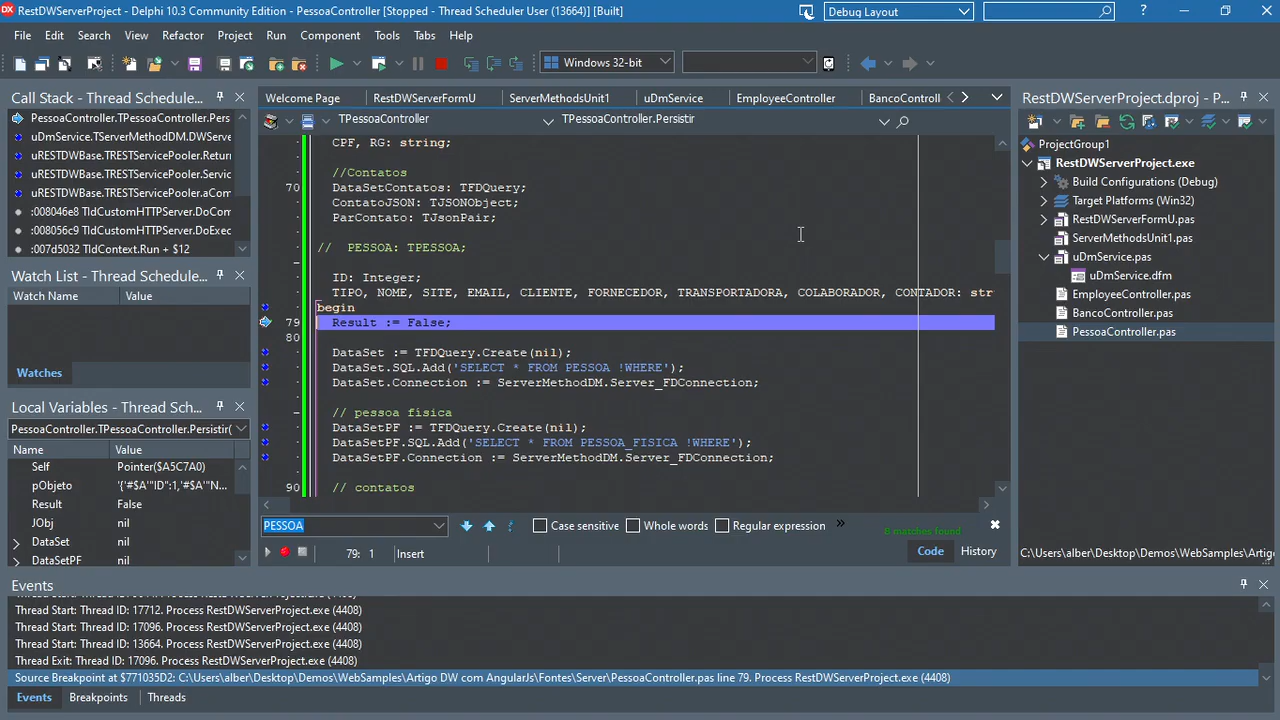 RestDWServerProject - Delphi 10.3 Community Edition - PessoaController [Stopped - Thread Scheduler User (13664)] [Built]
Debug Layout
File Edit Search View Refactor Project Run Component Tools Tabs Help
Windows 32-bit
Call Stack - Thread Schedule...
PessoaController.TPessoaController.Persis
uDmService.TServerMethodDM.DWServe
uRESTDWBase.TRESTServicePooler.Return
uRESTDWBase.TRESTServicePooler.Service
uRESTDWBase.TRESTServicePooler.aCom
:008046e8 TIdCustomHTTPServer.DoCom
:008056c9 TIdCustomHTTPServer.DoExec
:007d5032 TIdContext.Run + $12
Watch List - Thread Schedule...
Watch Name Value
Watches
Local Variables - Thread Sch...
PessoaController.TPessoaController.Persistir(
Name Value
Self Pointer($A5C7A0)
pObjeto '{'#$A'"ID":1,'#$A'"N...
Result False
JObj nil
DataSet nil
DataSetPF nil
Welcome Page RestDWServerFormU ServerMethodsUnit1 uDmService EmployeeController BancoControll
TPessoaController TPessoaController.Persistir
CPF, RG: string;
//Contatos
70 DataSetContatos: TFDQuery;
ContatoJSON: TJSONObject;
ParContato: TJsonPair;
// PESSOA: TPESSOA;
ID: Integer;
TIPO, NOME, SITE, EMAIL, CLIENTE, FORNECEDOR, TRANSPORTADORA, COLABORADOR, CONTADOR: str
begin
79 Result := False;
80
DataSet := TFDQuery.Create(nil);
DataSet.SQL.Add('SELECT * FROM PESSOA !WHERE');
DataSet.Connection := ServerMethodDM.Server_FDConnection;
// pessoa física
DataSetPF := TFDQuery.Create(nil);
DataSetPF.SQL.Add('SELECT * FROM PESSOA_FISICA !WHERE');
DataSetPF.Connection := ServerMethodDM.Server_FDConnection;
90 // contatos
PESSOA Case sensitive Whole words Regular expression 8 matches found
79: 1 Insert Code History
RestDWServerProject.dproj - P...
ProjectGroup1
RestDWServerProject.exe
Build Configurations (Debug)
Target Platforms (Win32)
RestDWServerFormU.pas
ServerMethodsUnit1.pas
uDmService.pas
uDmService.dfm
EmployeeController.pas
BancoController.pas
PessoaController.pas
C:\Users\alber\Desktop\Demos\WebSamples\Artigo
Events
Thread Start: Thread ID: 17712. Process RestDWServerProject.exe (4408)
Thread Start: Thread ID: 17096. Process RestDWServerProject.exe (4408)
Thread Start: Thread ID: 13664. Process RestDWServerProject.exe (4408)
Thread Exit: Thread ID: 17096. Process RestDWServerProject.exe (4408)
Source Breakpoint at $771035D2: C:\Users\alber\Desktop\Demos\WebSamples\Artigo DW com AngularJs\Fontes\Server\PessoaController.pas line 79. Process RestDWServerProject.exe (4408)
Events Breakpoints Threads